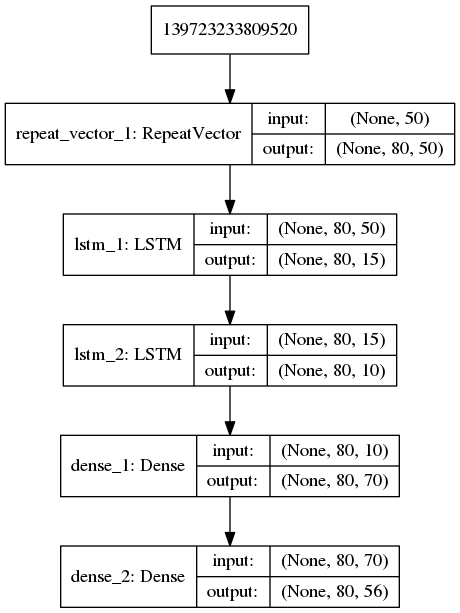 139723233809520
repeat_vector_1: RepeatVector
input:
(None, 50)
output:
(None, 80, 50)
lstm_1: LSTM
input:
(None, 80, 50)
output:
(None, 80, 15)
lstm_2: LSTM
input:
(None, 80, 15)
output:
(None, 80, 10)
dense_1: Dense
input:
(None, 80, 10)
output:
(None, 80, 70)
dense_2: Dense
input:
(None, 80, 70)
output:
(None, 80, 56)